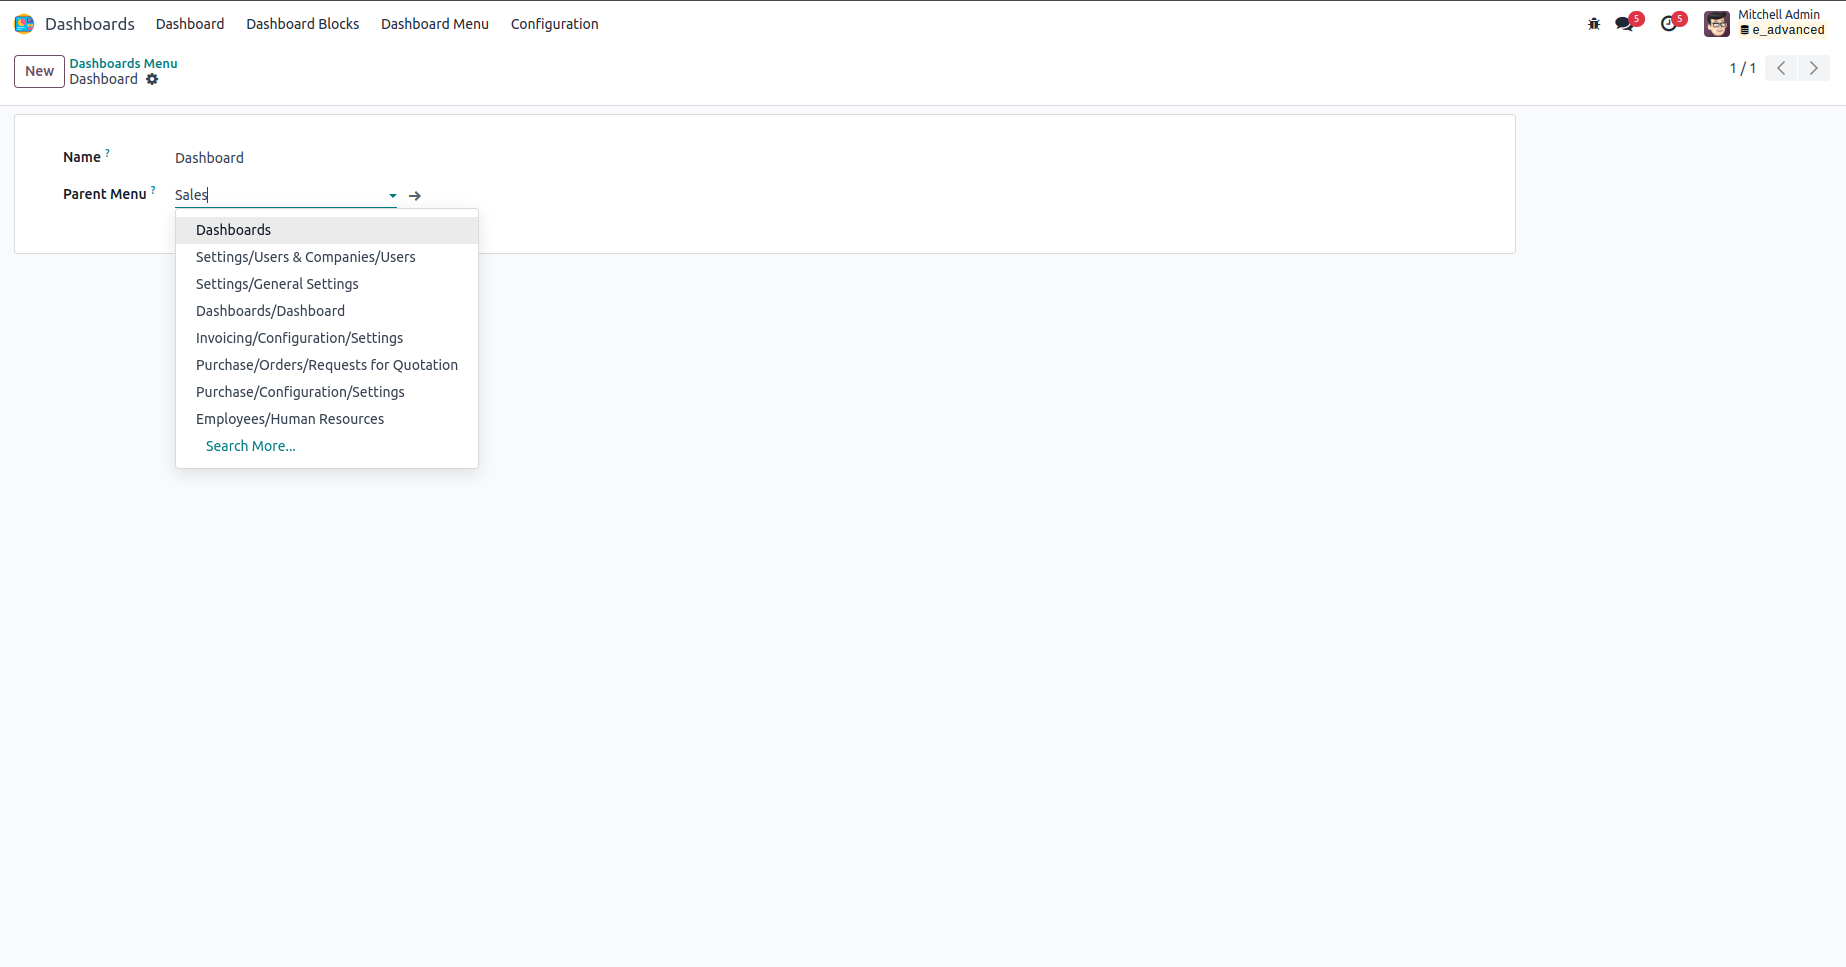 Dashboards Dashboard Dashboard Blocks Dashboard Menu Configuration 5 5 Mitchell Admin
e_advanced
New Dashboards Menu
Dashboard 1 / 1
Name ? Dashboard
Parent Menu ? Sales
Dashboards
Settings/Users & Companies/Users
Settings/General Settings
Dashboards/Dashboard
Invoicing/Configuration/Settings
Purchase/Orders/Requests for Quotation
Purchase/Configuration/Settings
Employees/Human Resources
Search More...